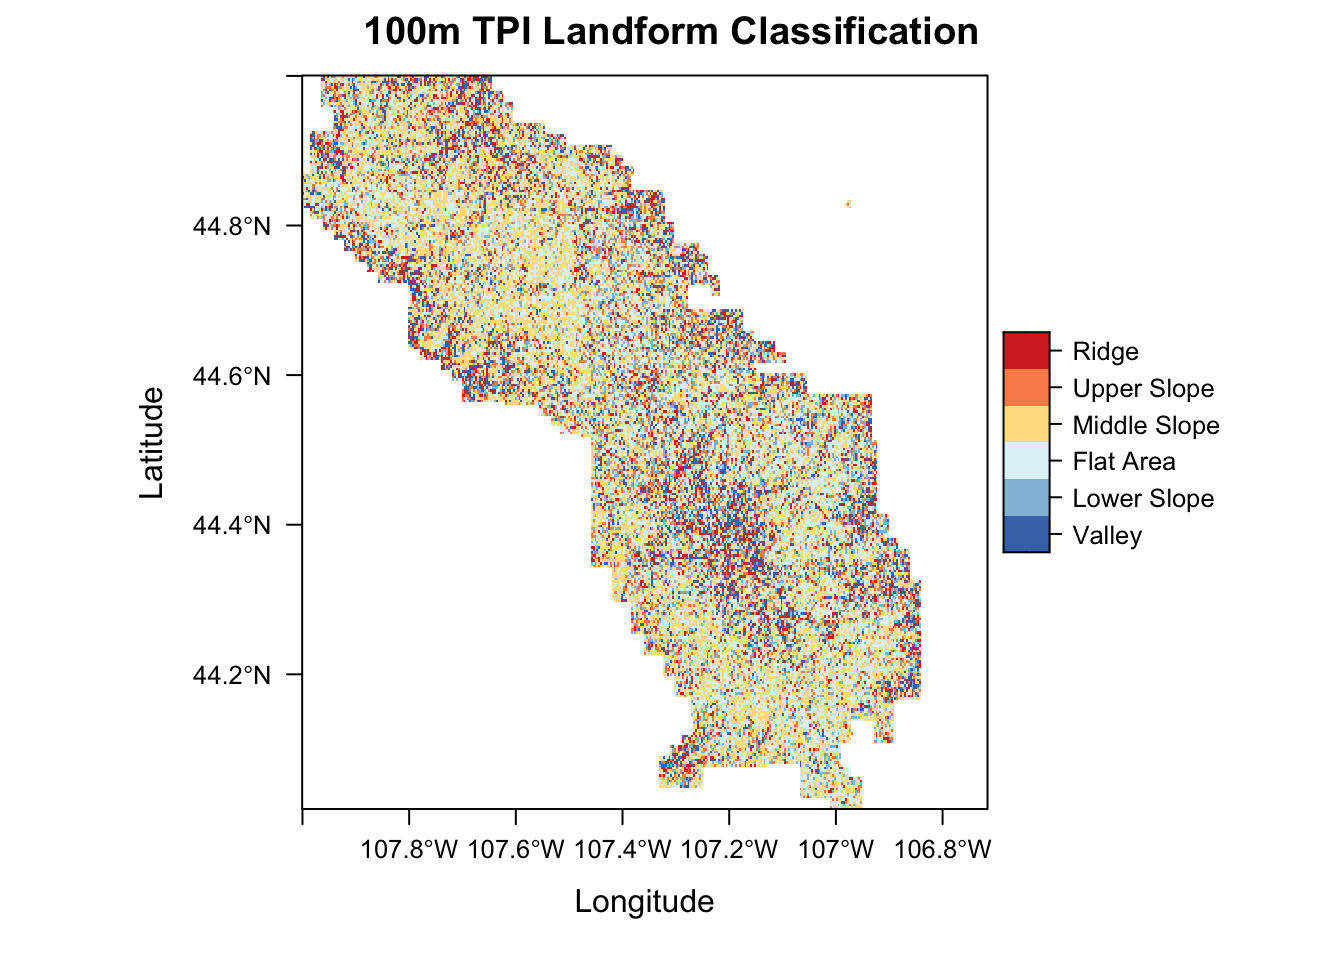 100m TPI Landform Classification
44.8°N
44.6°N
44.4°N
44.2°N
Latitude
107.8°W 107.6°W 107.4°W 107.2°W 107°W 106.8°W
Longitude
Ridge
Upper Slope
Middle Slope
Flat Area
Lower Slope
Valley